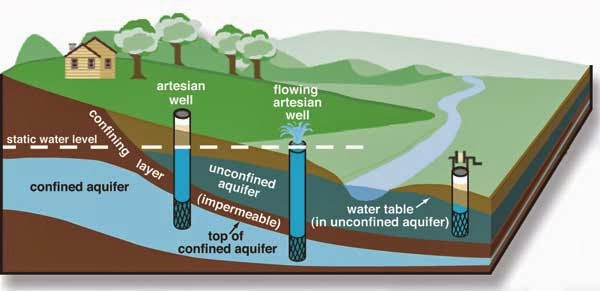 artesian
well
flowing
artesian
well
static water level
confining
layer
(impermeable)
confined aquifer
unconfined
aquifer
top of
confined aquifer
water table
(in unconfined aquifer)